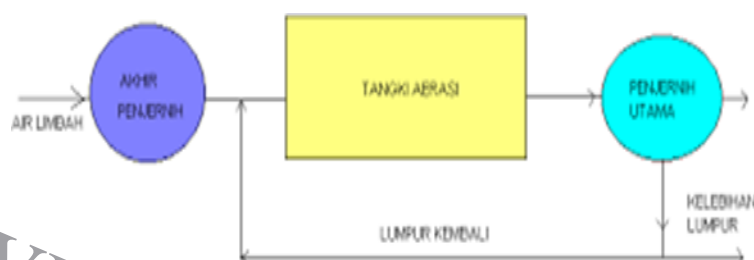 AKHIR
PENJERNIH
AIR LIMBAH
TANGKI AERASI
PENJERNIH
UTAMA
KELEBIHAN
LUMPUR
LUMPUR KEMBALI